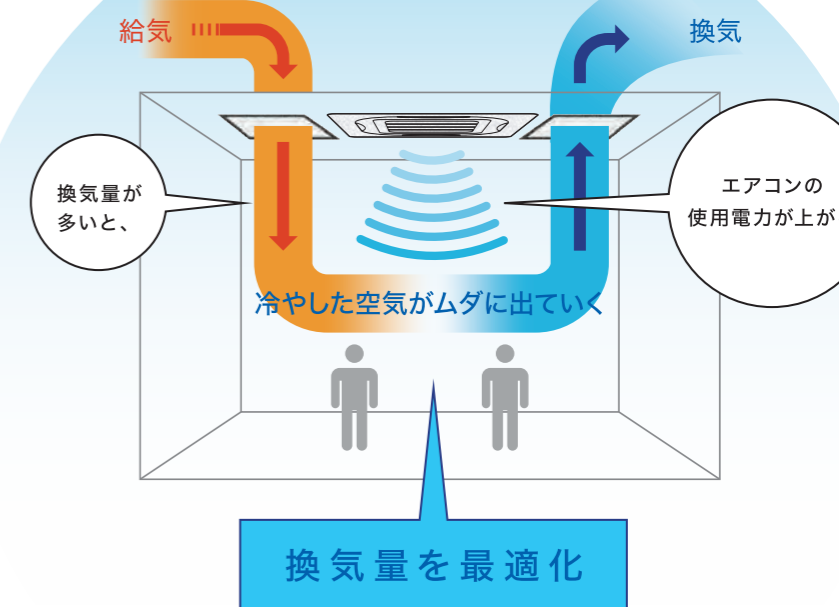 給気
換気
換気量が
多いと、
エアコンの
使用電力が上が
冷やした空気がムダに出ていく
換気量を最適化